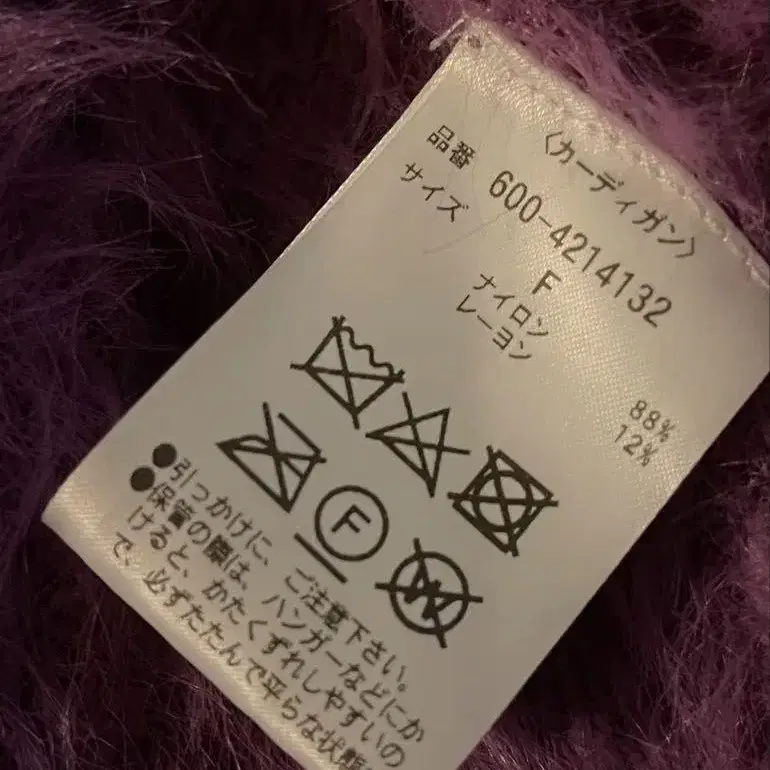 〈カーディガン〉
品番 600-4214132
サイズ F
ナイロン 88%
レーヨン 12%
F
W
●引っかけに、ご注意下さい。
●保管の際は、ハンガーなどにか
けると、かたくずれしやすいの
で、必ずたたんで平らな状態